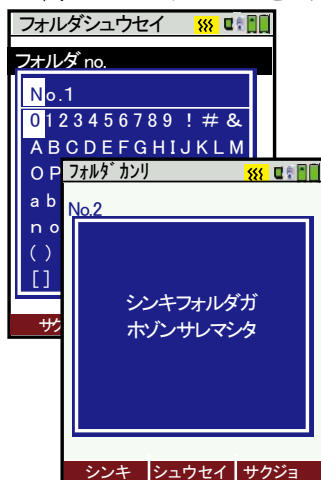 フォルダシュウセイ
フォルダ no.
No.1
0123456789!#&
ABCDEFGHIJKLM
OP
ab
no
()
[]
サク
フォルダカンリ
No.2
シンキフォルダガ
ホゾンサレマシタ
シンキ シュウセイ サクジョ